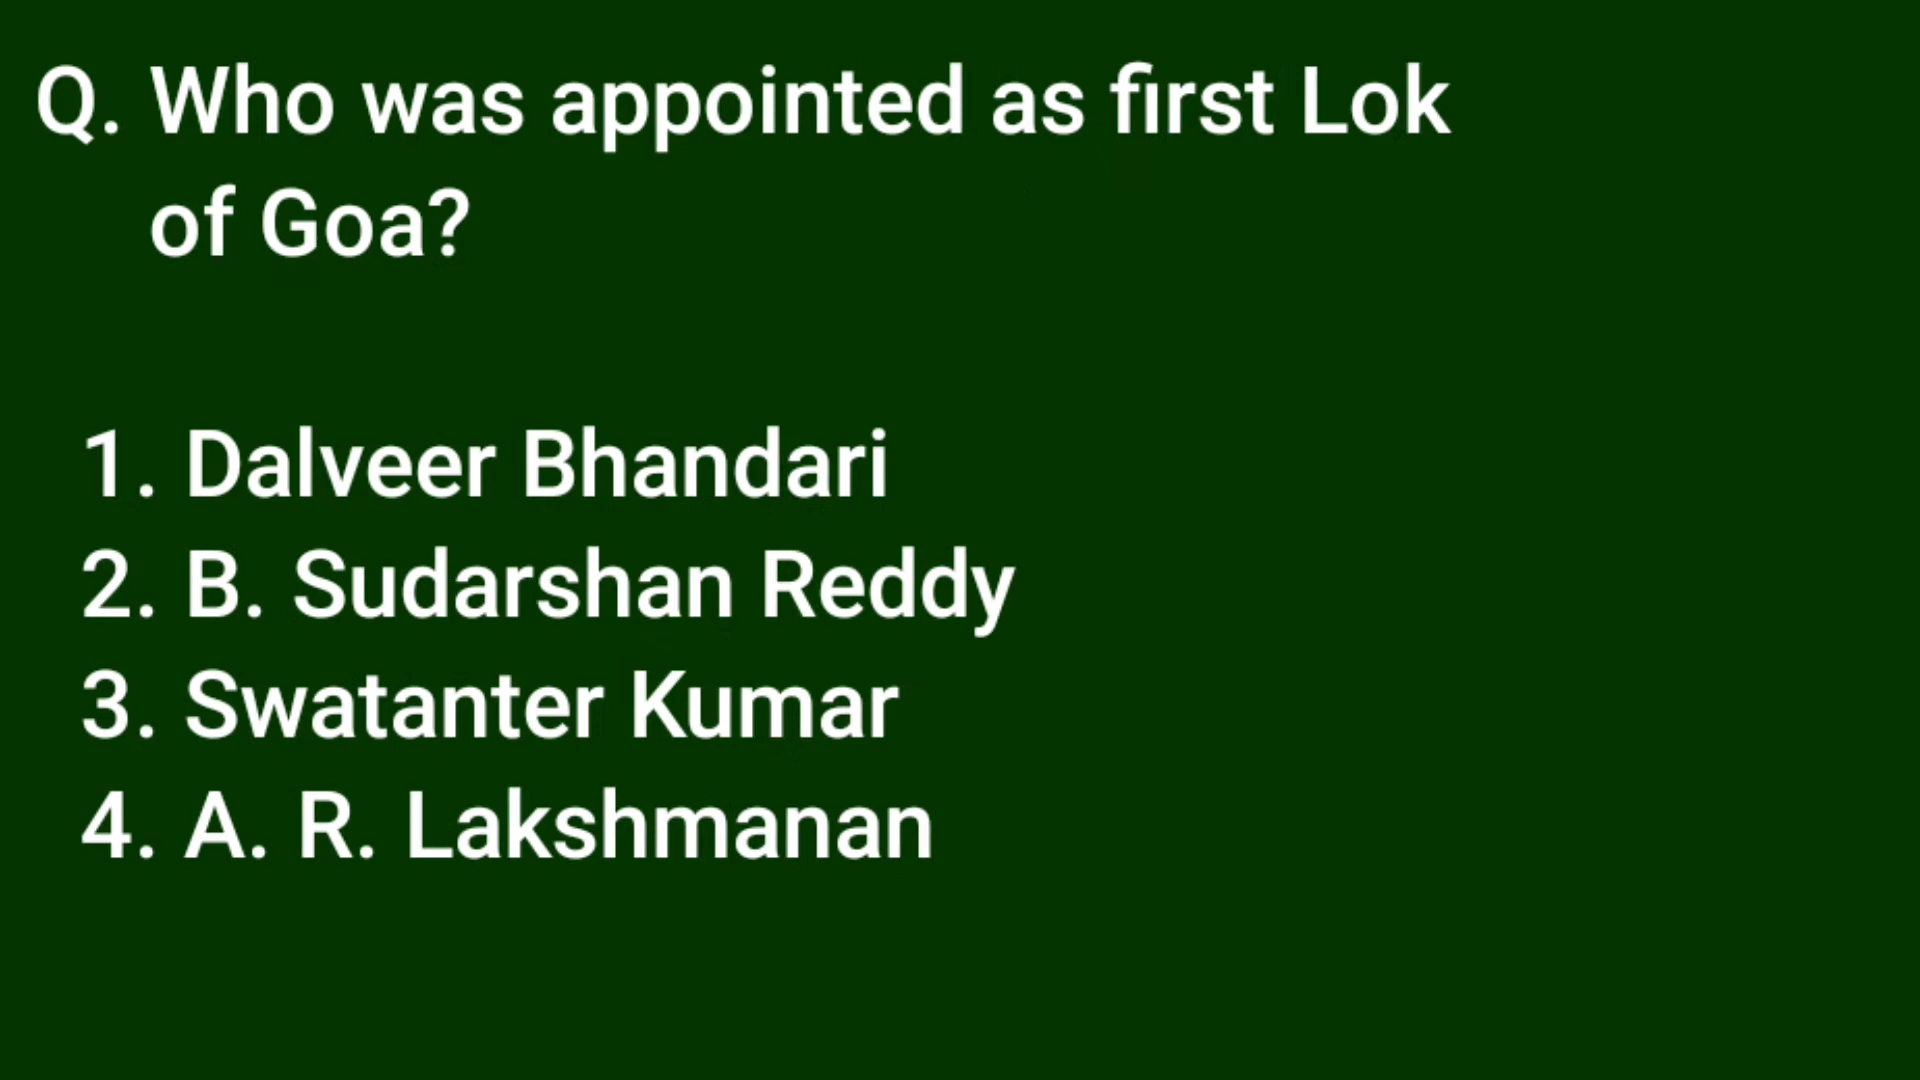 Q. Who was appointed as first Lok
of Goa?
1. Dalveer Bhandari
2. B. Sudarshan Reddy
3. Swatanter Kumar
4. A. R. Lakshmanan